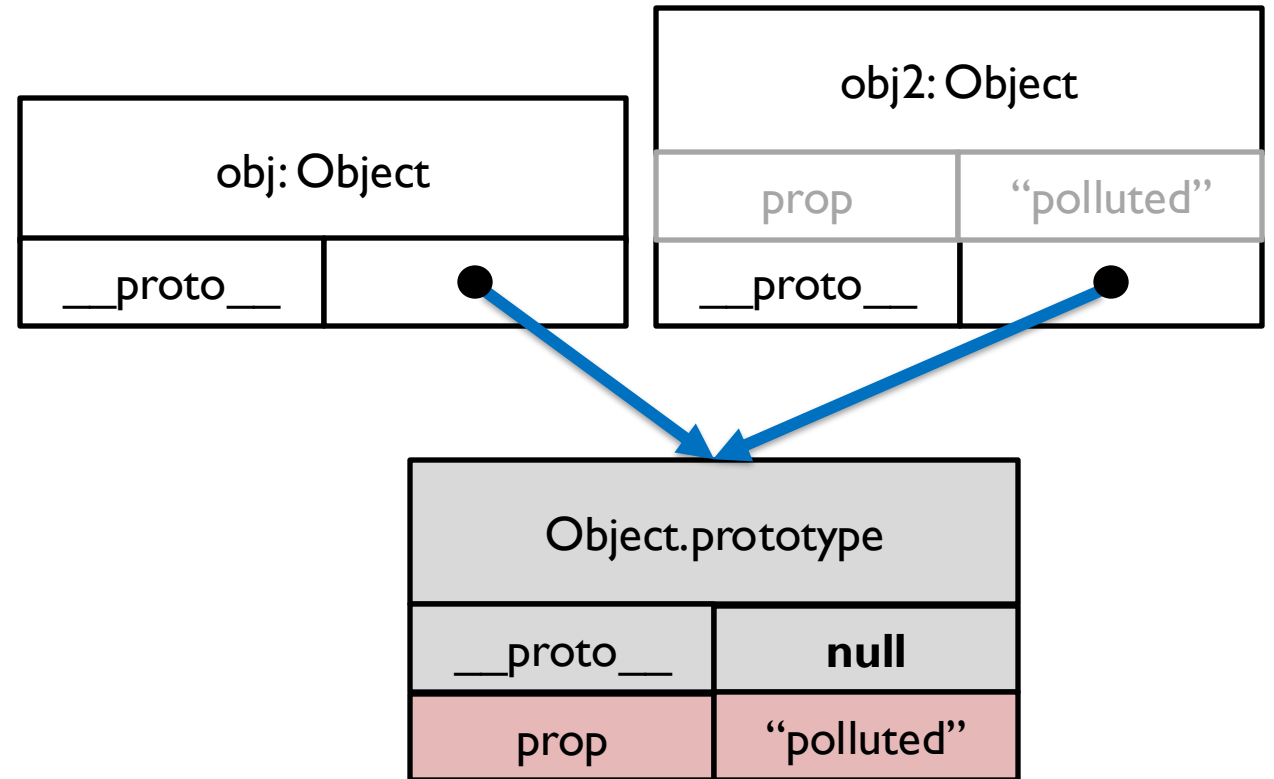 obj: Object
__proto__
obj2: Object
prop “polluted”
__proto__
Object.prototype
__proto__ null
prop “polluted”